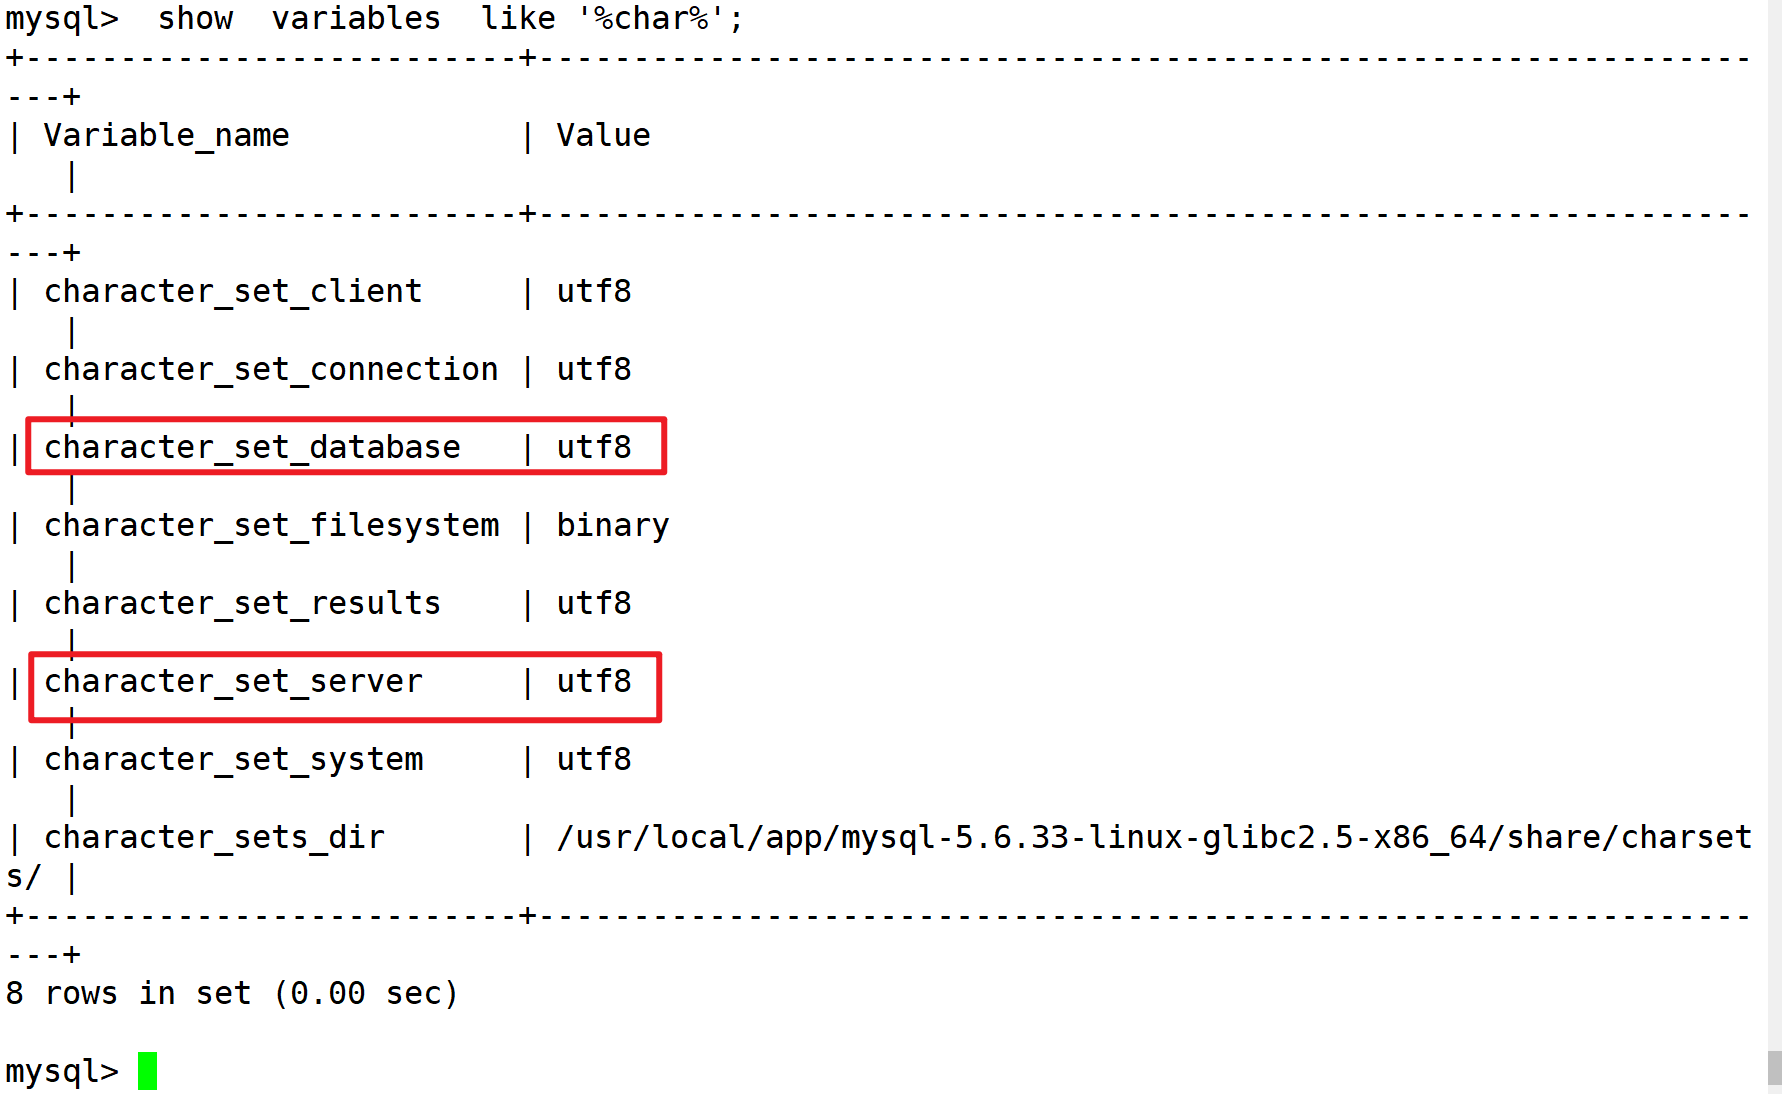 mysql>  show  variables  like '%char%';
+--------------------------+----------------------------------------------------------------
---+
| Variable_name            | Value
   |
+--------------------------+----------------------------------------------------------------
---+
| character_set_client     | utf8
   |
| character_set_connection | utf8
   |
| character_set_database   | utf8
   |
| character_set_filesystem | binary
   |
| character_set_results    | utf8
   |
| character_set_server     | utf8
   |
| character_set_system     | utf8
   |
| character_sets_dir       | /usr/local/app/mysql-5.6.33-linux-glibc2.5-x86_64/share/charset
s/ |
+--------------------------+----------------------------------------------------------------
---+
8 rows in set (0.00 sec)
mysql>